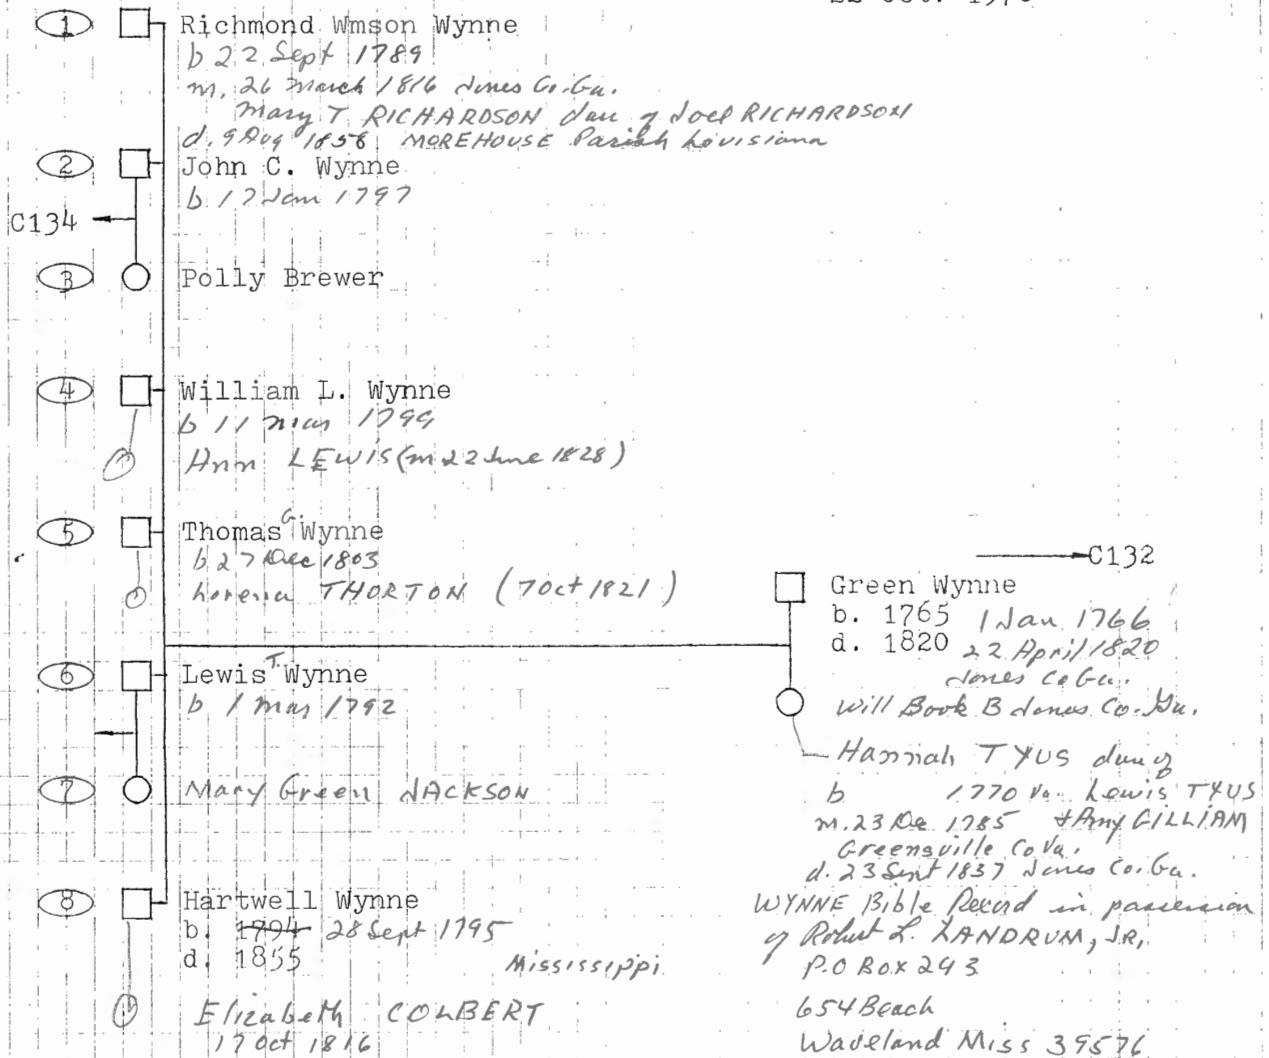 1 Richmond Wmson Wynne
b 22 Sept 1789
m. 26 March 1816 Jones Co. Ga.
Mary T RICHARDSON dau of Joel RICHARDSON
d. 9 Aug 1858 MOREHOUSE Parish Louisiana
2 John C. Wynne
b 17 Jan 1797
C134
3 Polly Brewer
4 William L. Wynne
b 11 Mar 1799
Ann LEWIS (m 22 June 1828)
5 Thomas G. Wynne
b 27 Dec 1803
Lorena THORTON (7 Oct 1821)
6 Lewis T. Wynne
b 1 Mar 1792
7 Mary Green JACKSON
8 Hartwell Wynne
b. 1794 28 Sept 1795
d. 1855
Mississippi
Elizabeth COLBERT
17 Oct 1816
C132
Green Wynne
b. 1765 1 Jan 1766
d. 1820 22 April 1820
Jones Co Ga.
Will Book B Jones Co. Ga.
Hannah TYUS dau of
b 1770 Va. Lewis TYUS
m. 23 De 1785 + Amy GILLIAM
Greensville Co Va.
d. 23 Sept 1837 Jones Co. Ga.
WYNNE Bible Record in possession
of Robert L. LANDRUM, JR,
P.O Box 243
654 Beach
Waveland Miss 39576